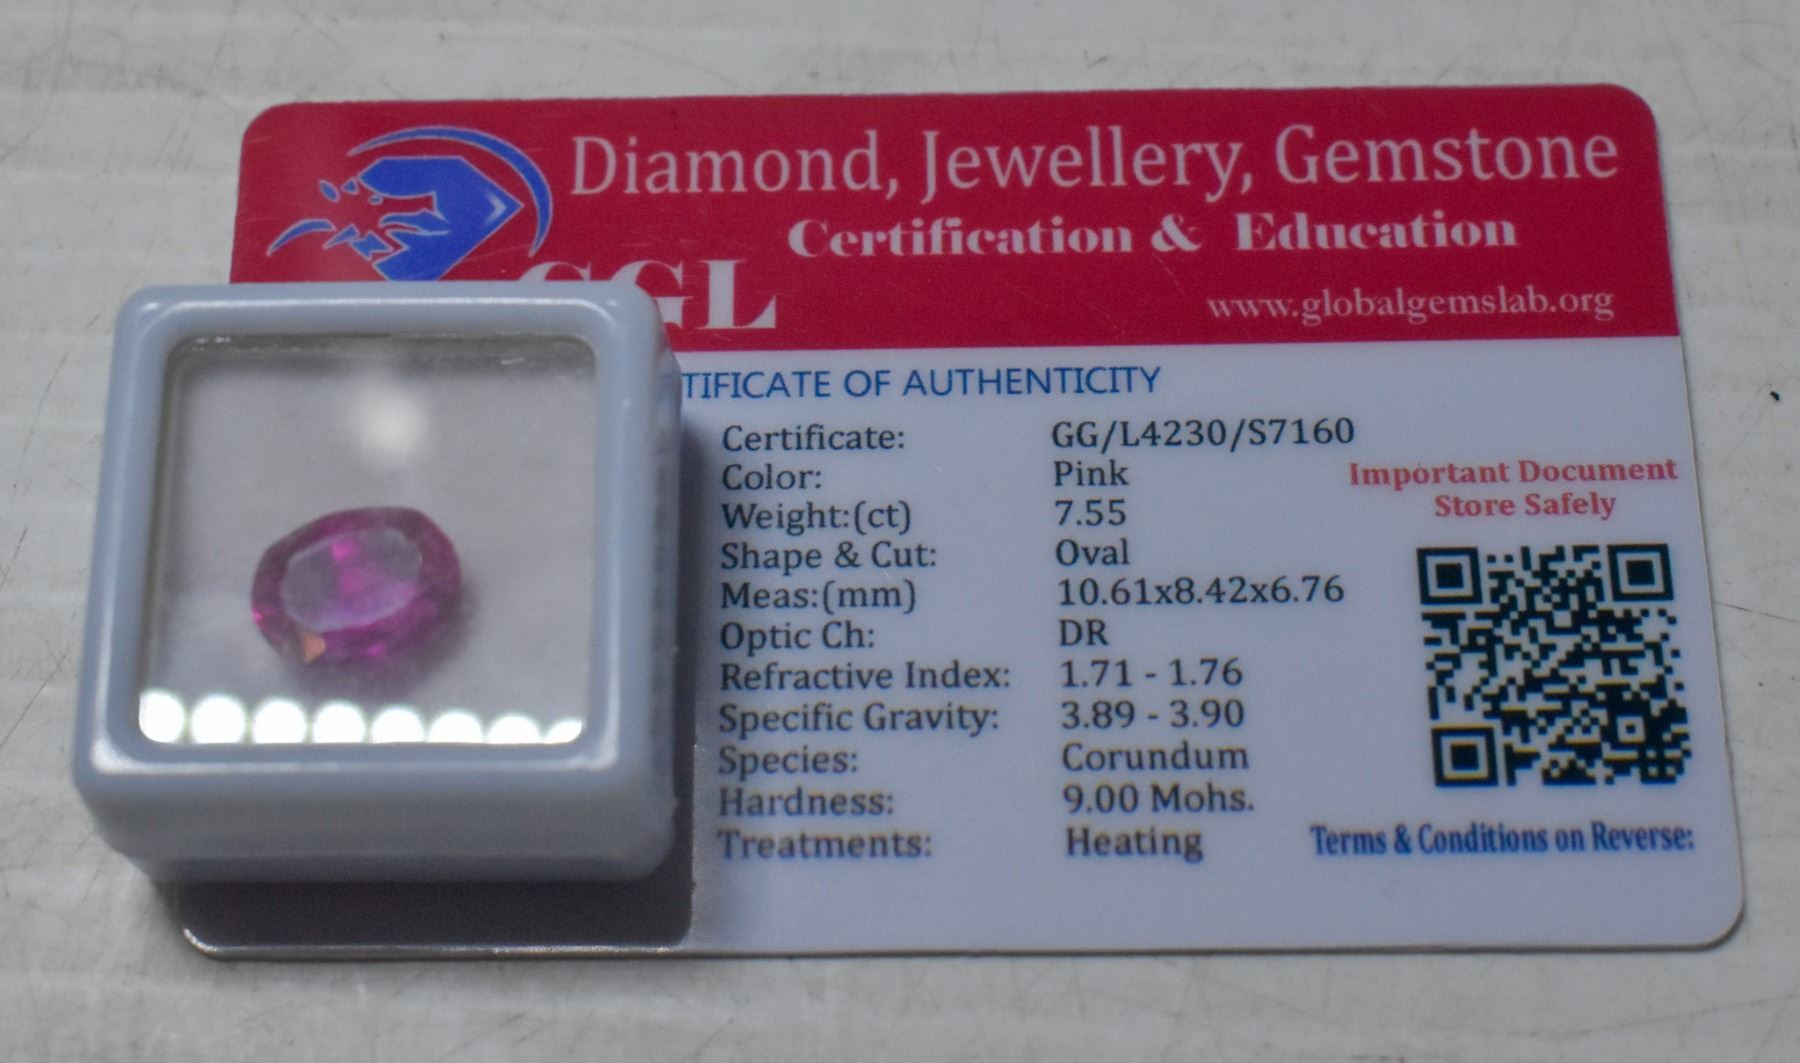 Diamond, Jewellery, Gemstone
Certification & Education
GGL
www.globalgemslab.org
TIFICATE OF AUTHENTICITY
Certificate: GG/L4230/S7160
Color: Pink
Important Document
Store Safely
Weight:(ct) 7.55
Shape & Cut: Oval
Meas:(mm) 10.61x8.42x6.76
Optic Ch: DR
Refractive Index: 1.71 - 1.76
Specific Gravity: 3.89 - 3.90
Species: Corundum
Hardness: 9.00 Mohs.
Treatments: Heating
Terms & Conditions on Reverse: